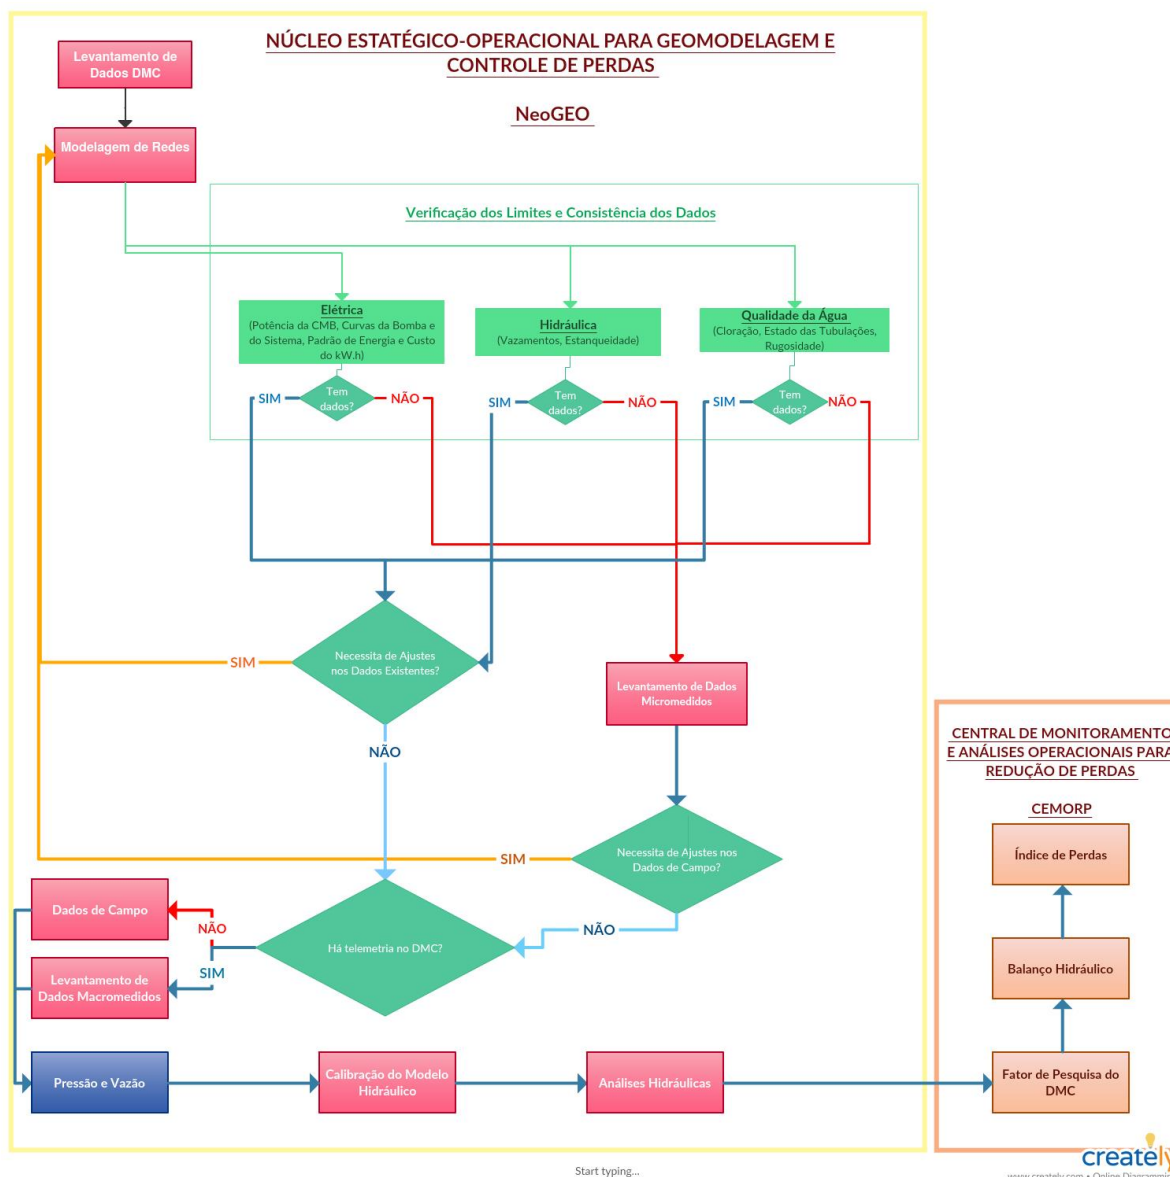 NÚCLEO ESTATÉGICO-OPERACIONAL PARA GEOMODELAGEM E
CONTROLE DE PERDAS
NeoGEO
Levantamento de
Dados DMC
Modelagem de Redes
Verificação dos Limites e Consistência dos Dados
Elétrica
(Potência da CMB, Curvas da Bomba e
do Sistema, Padrão de Energia e Custo
do kW.h)
Hidráulica
(Vazamentos, Estanqueidade)
Qualidade da Água
(Cloração, Estado das Tubulações,
Rugosidade)
SIM
Tem
dados?
NÃO
SIM
Tem
dados?
NÃO
SIM
Tem
dados?
NÃO
SIM
Necessita de Ajustes
nos Dados Existentes?
NÃO
Levantamento de Dados
Micromedidos
SIM
Necessita de Ajustes nos
Dados de Campo?
NÃO
Há telemetria no DMC?
NÃO
SIM
Dados de Campo
Levantamento de
Dados Macromedidos
Pressão e Vazão
Calibração do Modelo
Hidráulico
Análises Hidráulicas
CENTRAL DE MONITORAMENTO
E ANÁLISES OPERACIONAIS PARA
REDUÇÃO DE PERDAS
CEMORP
Índice de Perdas
Balanço Hidráulico
Fator de Pesquisa do
DMC
Start typing...
creately
www.creately.com • Online